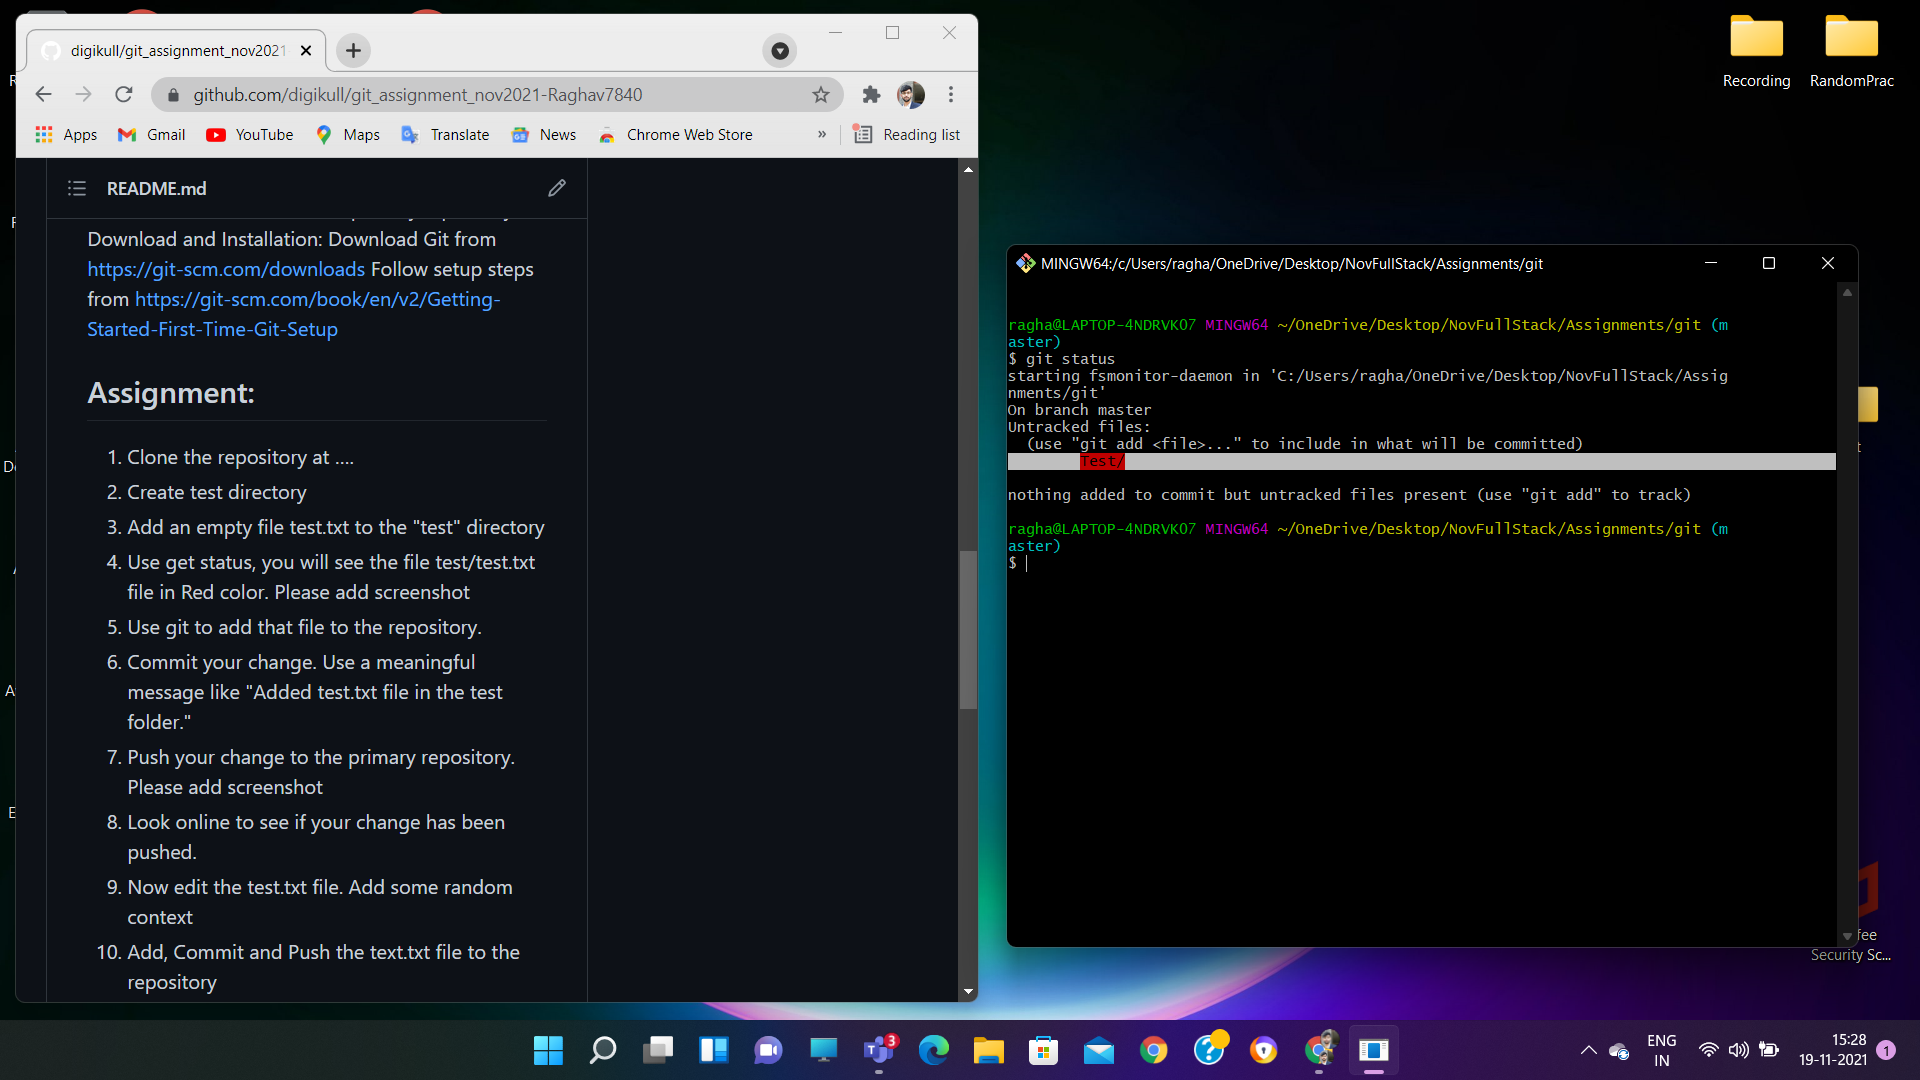 digikull/git_assignment_nov2021
github.com/digikull/git_assignment_nov2021-Raghav7840
Apps
Gmail
YouTube
Maps
Translate
News
Chrome Web Store
»
Reading list
README.md
Download and Installation: Download Git from
https://git-scm.com/downloads Follow setup steps
from https://git-scm.com/book/en/v2/Getting-
Started-First-Time-Git-Setup
Assignment:
1. Clone the repository at ....
2. Create test directory
3. Add an empty file test.txt to the "test" directory
4. Use get status, you will see the file test/test.txt
file in Red color. Please add screenshot
5. Use git to add that file to the repository.
6. Commit your change. Use a meaningful
message like "Added test.txt file in the test
folder."
7. Push your change to the primary repository.
Please add screenshot
8. Look online to see if your change has been
pushed.
9. Now edit the test.txt file. Add some random
context
10. Add, Commit and Push the text.txt file to the
repository
Recording
RandomPrac
MINGW64:/c/Users/ragha/OneDrive/Desktop/NovFullStack/Assignments/git
ragha@LAPTOP-4NDRVKO7 MINGW64 ~/OneDrive/Desktop/NovFullStack/Assignments/git (m
aster)
$ git status
starting fsmonitor-daemon in 'C:/Users/ragha/OneDrive/Desktop/NovFullStack/Assig
nments/git'
On branch master
Untracked files:
(use "git add <file>..." to include in what will be committed)
Test/
nothing added to commit but untracked files present (use "git add" to track)
ragha@LAPTOP-4NDRVKO7 MINGW64 ~/OneDrive/Desktop/NovFullStack/Assignments/git (m
aster)
$
fee
Security Sc...
3
ENG
IN
15:28
19-11-2021
1